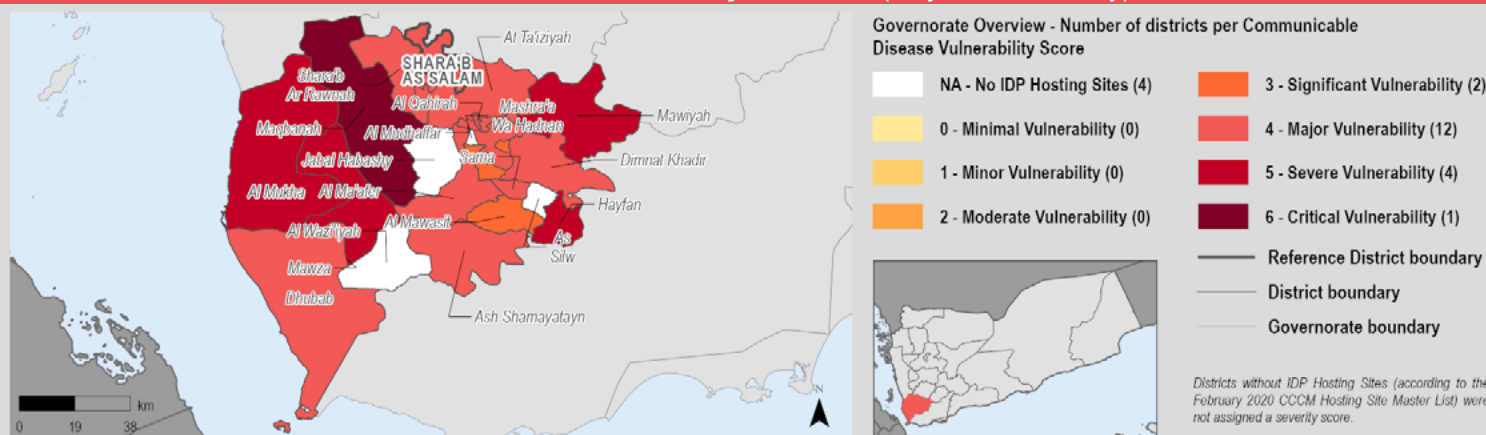 At Ta'iziyah
SHARA'B
AS SALAM
Shara'b
Ar Rawnah
Al Qahirah
Mashra'a
Wa Hadnan
Mawiyah
Maqbanah
Al Mudhaffar
Jabal Habashy
Sama
Dimnat Khadir
Al Mukha
Al Ma'afer
Hayfan
Al Mawasit
Al Wazi'iyah
As
Silw
Mawza
Dhubab
Ash Shamayatayn
km
0 19 38
N
Governorate Overview - Number of districts per Communicable
Disease Vulnerability Score
NA - No IDP Hosting Sites (4)
0 - Minimal Vulnerability (0)
1 - Minor Vulnerability (0)
2 - Moderate Vulnerability (0)
3 - Significant Vulnerability (2)
4 - Major Vulnerability (12)
5 - Severe Vulnerability (4)
6 - Critical Vulnerability (1)
Reference District boundary
District boundary
Governorate boundary
Districts without IDP Hosting Sites (according to the
February 2020 CCCM Hosting Site Master List) were
not assigned a severity score.